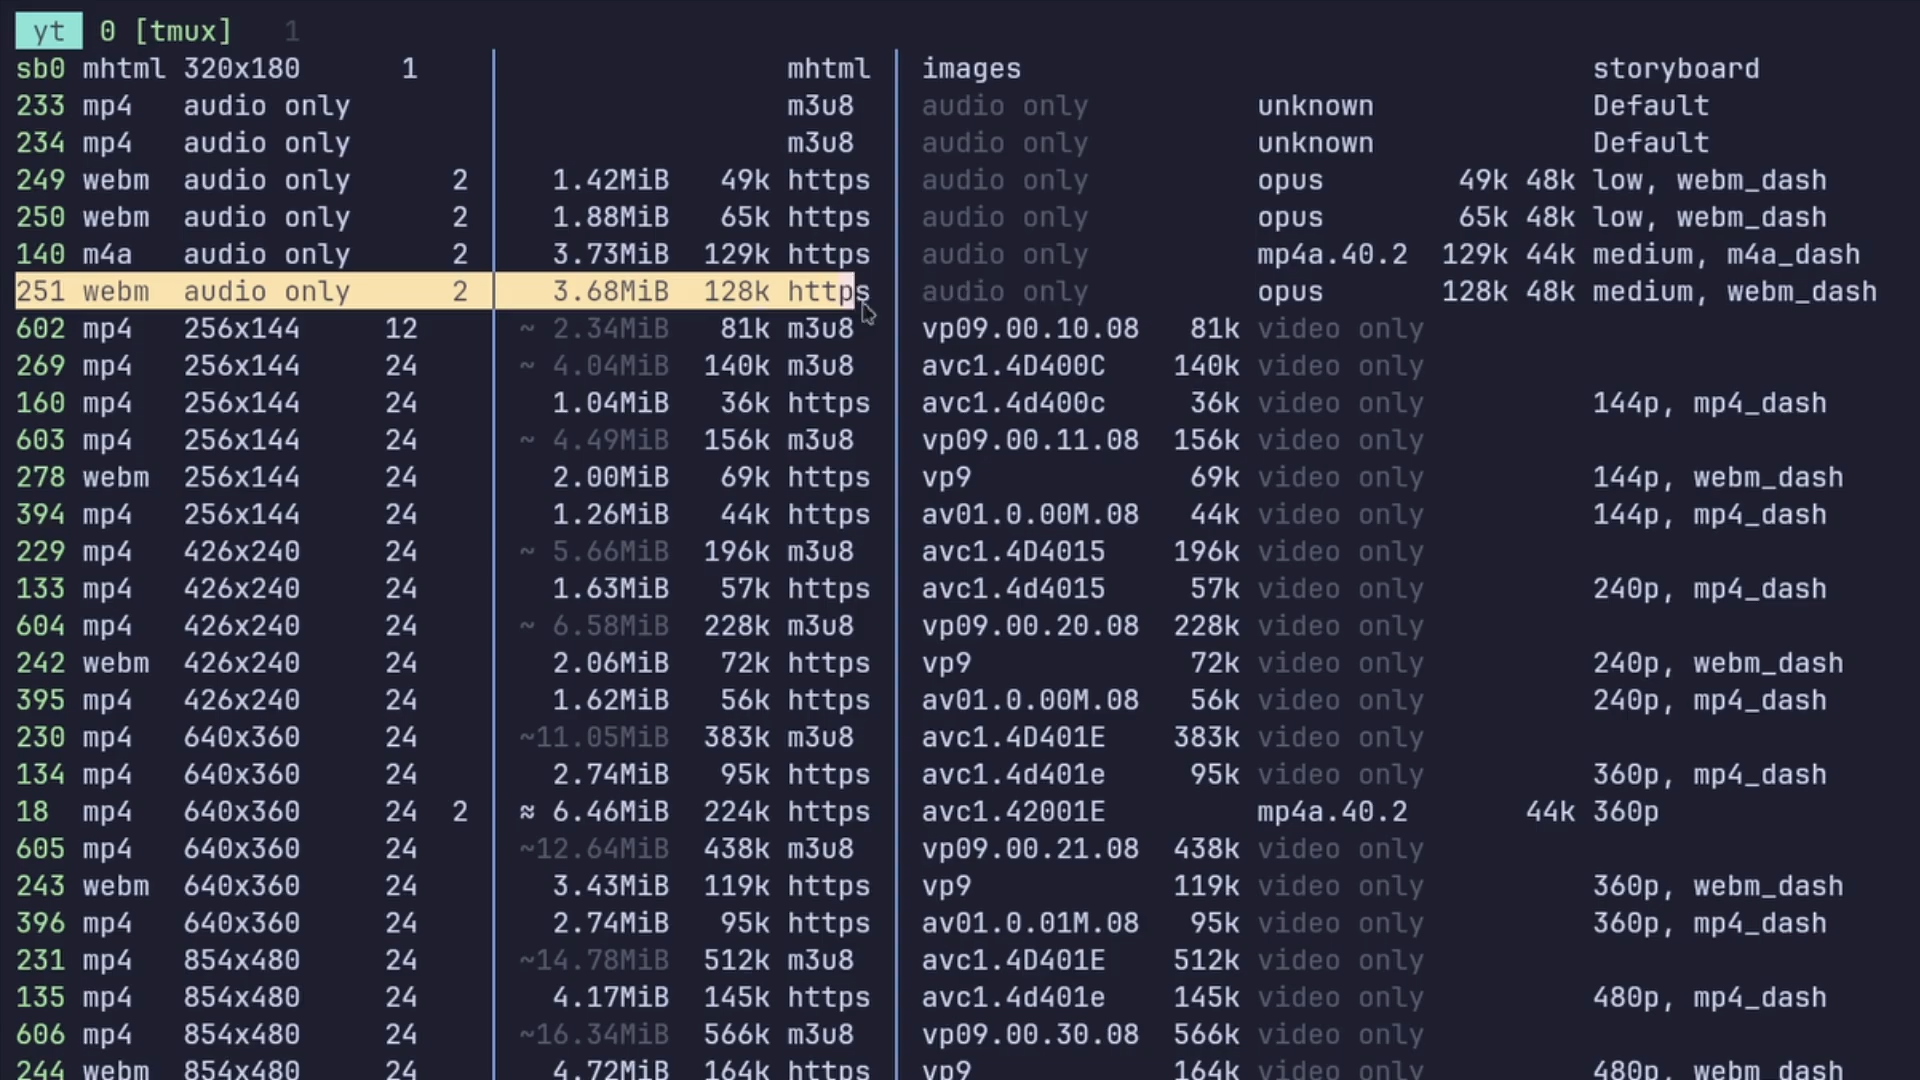 yt 0 [tmux] 1
sb0 mhtml 320x180 1 mhtml images storyboard
233 mp4 audio only m3u8 audio only unknown Default
234 mp4 audio only m3u8 audio only unknown Default
249 webm audio only 2 1.42MiB 49k https audio only opus 49k 48k low, webm_dash
250 webm audio only 2 1.88MiB 65k https audio only opus 65k 48k low, webm_dash
140 m4a audio only 2 3.73MiB 129k https audio only mp4a.40.2 129k 44k medium, m4a_dash
251 webm audio only 2 3.68MiB 128k https audio only opus 128k 48k medium, webm_dash
602 mp4 256x144 12 ~ 2.34MiB 81k m3u8 vp09.00.10.08 81k video only
269 mp4 256x144 24 ~ 4.04MiB 140k m3u8 avc1.4D400C 140k video only
160 mp4 256x144 24 1.04MiB 36k https avc1.4d400c 36k video only 144p, mp4_dash
603 mp4 256x144 24 ~ 4.49MiB 156k m3u8 vp09.00.11.08 156k video only
278 webm 256x144 24 2.00MiB 69k https vp9 69k video only 144p, webm_dash
394 mp4 256x144 24 1.26MiB 44k https av01.0.00M.08 44k video only 144p, mp4_dash
229 mp4 426x240 24 ~ 5.66MiB 196k m3u8 avc1.4D4015 196k video only
133 mp4 426x240 24 1.63MiB 57k https avc1.4d4015 57k video only 240p, mp4_dash
604 mp4 426x240 24 ~ 6.58MiB 228k m3u8 vp09.00.20.08 228k video only
242 webm 426x240 24 2.06MiB 72k https vp9 72k video only 240p, webm_dash
395 mp4 426x240 24 1.62MiB 56k https av01.0.00M.08 56k video only 240p, mp4_dash
230 mp4 640x360 24 ~11.05MiB 383k m3u8 avc1.4D401E 383k video only
134 mp4 640x360 24 2.74MiB 95k https avc1.4d401e 95k video only 360p, mp4_dash
18 mp4 640x360 24 2 ≈ 6.46MiB 224k https avc1.42001E mp4a.40.2 44k 360p
605 mp4 640x360 24 ~12.64MiB 438k m3u8 vp09.00.21.08 438k video only
243 webm 640x360 24 3.43MiB 119k https vp9 119k video only 360p, webm_dash
396 mp4 640x360 24 2.74MiB 95k https av01.0.01M.08 95k video only 360p, mp4_dash
231 mp4 854x480 24 ~14.78MiB 512k m3u8 avc1.4D401E 512k video only
135 mp4 854x480 24 4.17MiB 145k https avc1.4d401e 145k video only 480p, mp4_dash
606 mp4 854x480 24 ~16.34MiB 566k m3u8 vp09.00.30.08 566k video only
244 webm 854x480 24 4.72MiB 164k https vp9 164k video only 480p, webm_dash